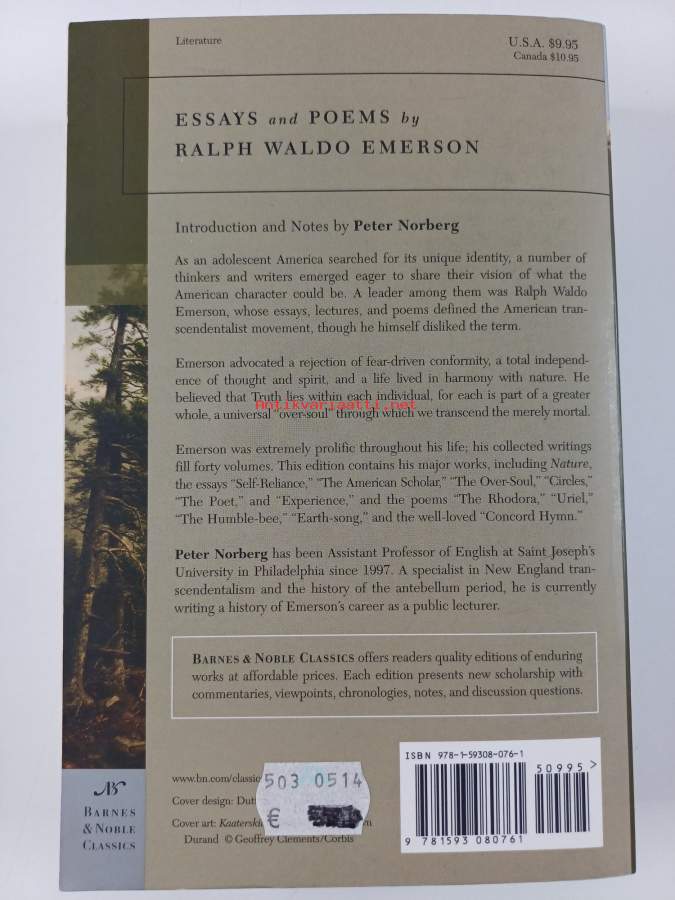 Literature
U.S.A. $9.95
Canada $10.95
ESSAYS and POEMS by
RALPH WALDO EMERSON
Introduction and Notes by Peter Norberg
As an adolescent America searched for its unique identity, a number of
thinkers and writers emerged eager to share their vision of what the
American character could be. A leader among them was Ralph Waldo
Emerson, whose essays, lectures, and poems defined the American tran-
scendentalist movement, though he himself disliked the term.
Emerson advocated a rejection of fear-driven conformity, a total independ-
ence of thought and spirit, and a life lived in harmony with nature. He
believed that Truth lies within each individual, for each is part of a greater
Antikvariaatti.net
whole, a universal "over-soul" through which we transcend the merely mortal.
Emerson was extremely prolific throughout his life; his collected writings
fill forty volumes. This edition contains his major works, including Nature,
the essays "Self-Reliance," "The American Scholar," "The Over-Soul," "Circles,"
"The Poet," and "Experience," and the poems "The Rhodora," "Uriel,"
"The Humble-bee," "Earth-song," and the well-loved "Concord Hymn."
Peter Norberg has been Assistant Professor of English at Saint Joseph's
University in Philadelphia since 1997. A specialist in New England tran-
scendentalism and the history of the antebellum period, he is currently
writing a history of Emerson's career as a public lecturer.
BARNES & NOBLE CLASSICS offers readers quality editions of enduring
works at affordable prices. Each edition presents new scholarship with
commentaries, viewpoints, chronologies, notes, and discussion questions.
ISBN 978-1-59308-076-1
50995>
9 781593 080761
www.bn.com/classic
503 0514
€
Cover design:
Cover art:
Durand © Geoffrey Clements/Corbis
BARNES
& NOBLE
CLASSICS